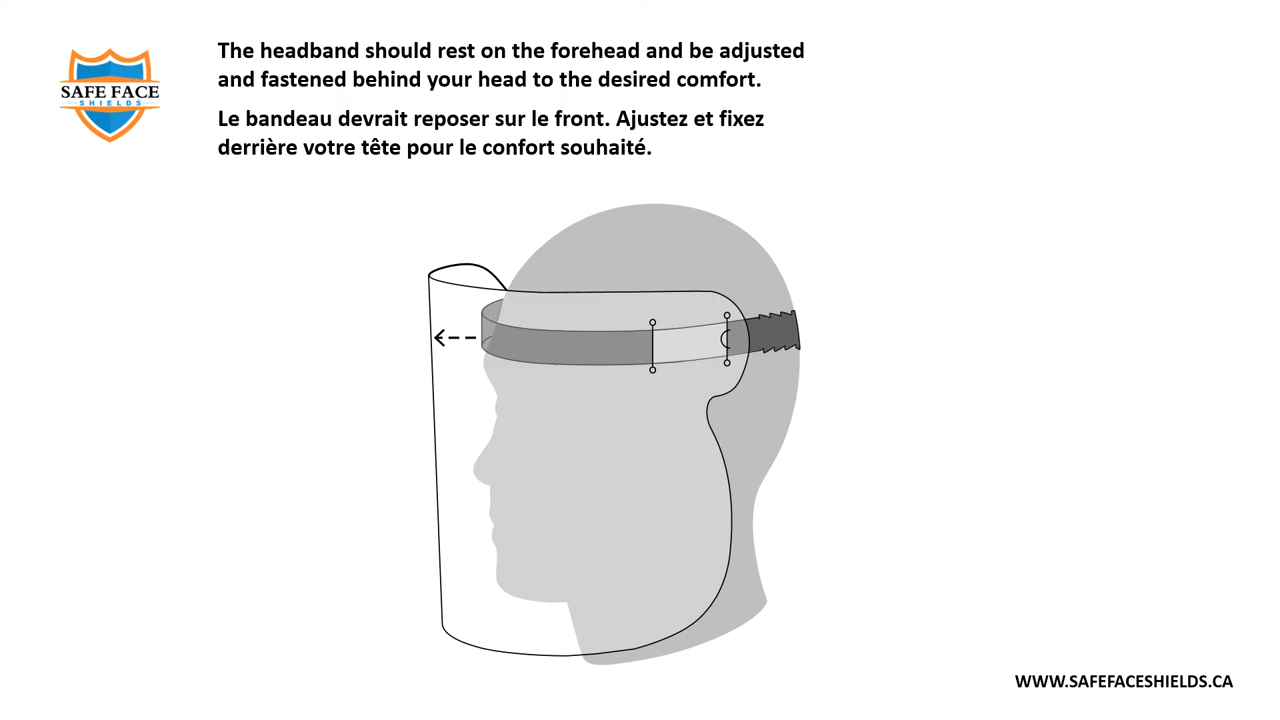 The headband should rest on the forehead and be adjusted
and fastened behind your head to the desired comfort.
Le bandeau devrait reposer sur le front. Ajustez et fixez
derrière votre tête pour le confort souhaité.
SAFE FACE
SHIELDS
WWW.SAFEFACESHIELDS.CA